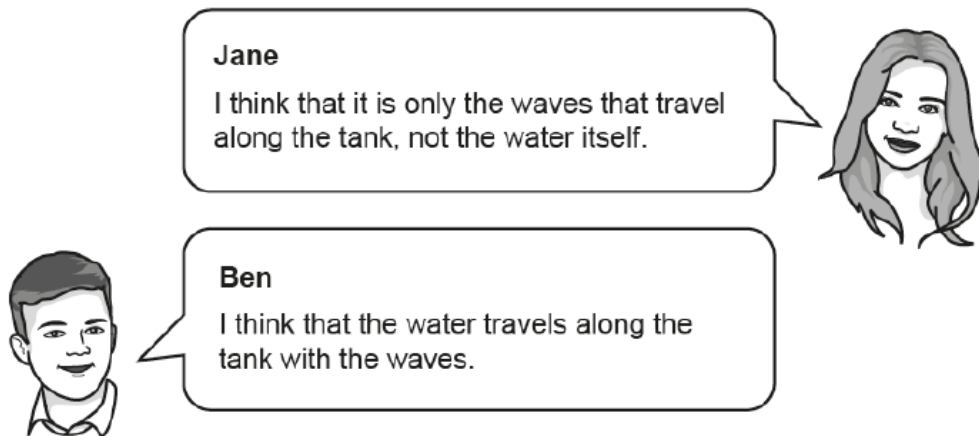 Jane
I think that it is only the waves that travel
along the tank, not the water itself.
Ben
I think that the water travels along the
tank with the waves.